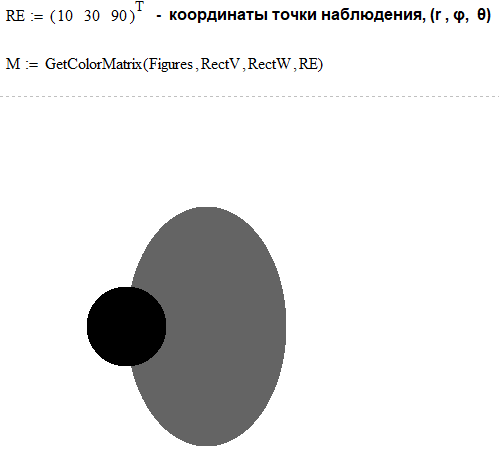 RE := (10 30 90)^T - координаты точки наблюдения, (r , φ, θ)
M := GetColorMatrix(Figures , RectV , RectW , RE)